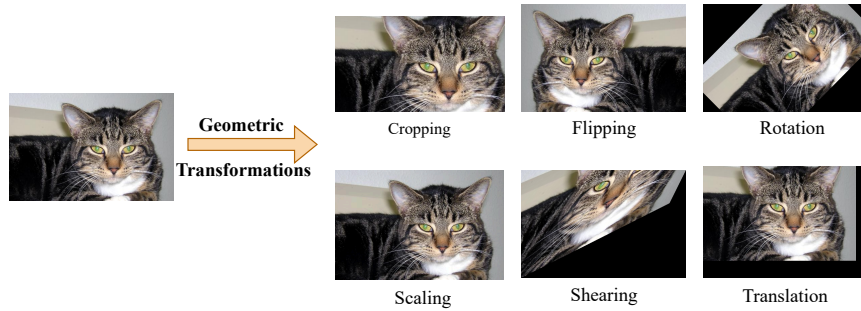 Geometric
Transformations
Cropping
Flipping
Rotation
Scaling
Shearing
Translation